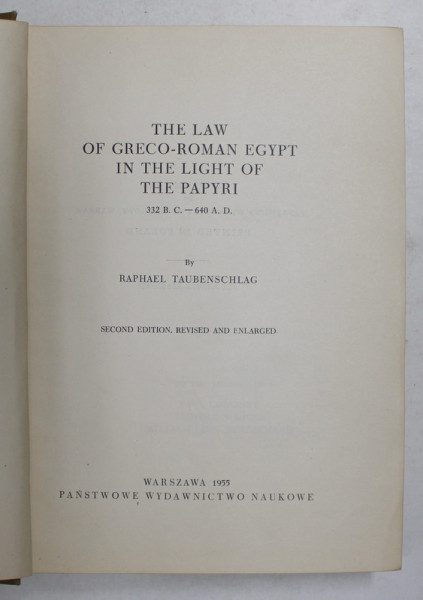 THE LAW
OF GRECO-ROMAN EGYPT
IN THE LIGHT OF
THE PAPYRI
332 B. C. — 640 A. D.
By
RAPHAEL TAUBENSCHLAG
SECOND EDITION, REVISED AND ENLARGED
WARSZAWA 1955
PAŃSTWOWE WYDAWNICTWO NAUKOWE